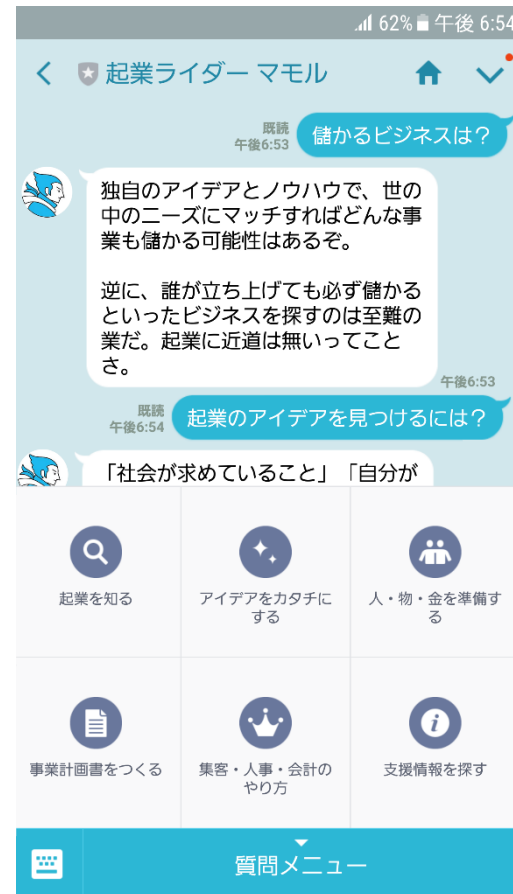 62% 午後 6:54
起業ライダー マモル
既読
午後6:53
儲かるビジネスは？
独自のアイデアとノウハウで、世の
中のニーズにマッチすればどんな事
業も儲かる可能性はあるぞ。
逆に、誰が立ち上げても必ず儲かる
といったビジネスを探すのは至難の
業だ。起業に近道は無いってこと
さ。
午後6:53
既読
午後6:54
起業のアイデアを見つけるには？
「社会が求めていること」「自分が
起業を知る
アイデアをカタチに
する
人・物・金を準備す
る
事業計画書をつくる
集客・人事・会計の
やり方
支援情報を探す
質問メニュー